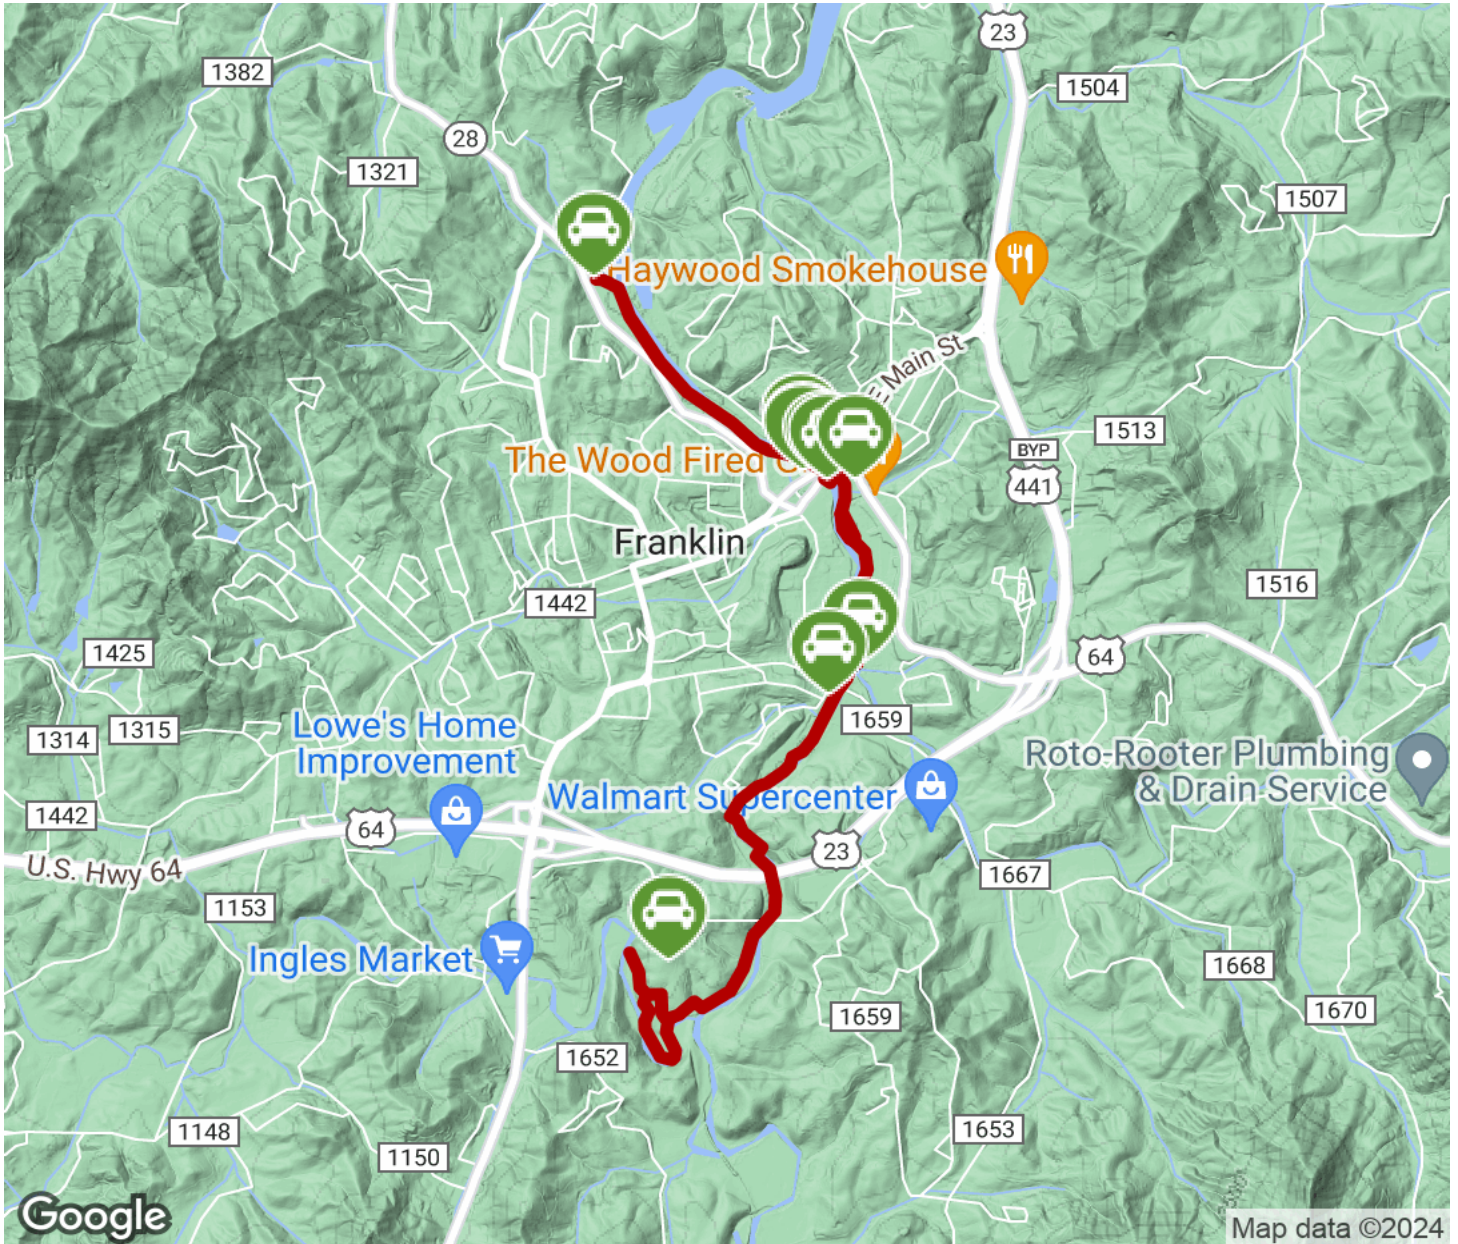 23
1382
1504
28
1321
1507
Haywood Smokehouse
E Main St
1513
BYP
The Wood Fired
441
Franklin
1516
1442
1425
64
1659
Lowe's Home
Improvement
1315
1314
Roto-Rooter Plumbing
& Drain Service
Walmart Supercenter
1442
64
23
U.S. Hwy 64
1667
1153
Ingles Market
1668
1670
1659
1652
1148
1653
1150
Google
Map data ©2024